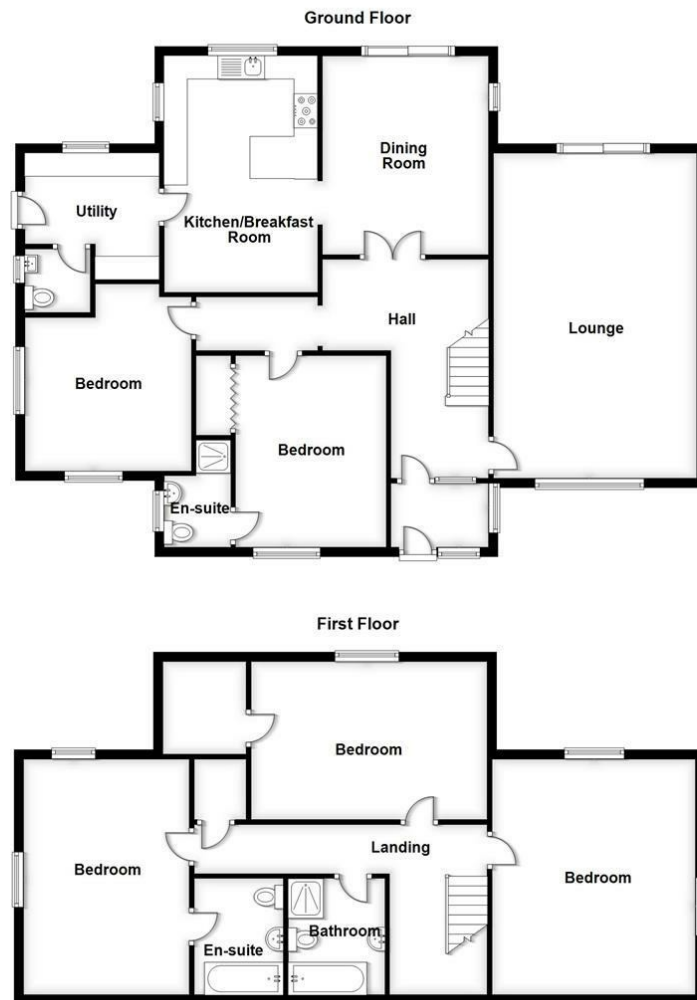 Ground Floor
Dining
Room
Utility
Kitchen/Breakfast
Room
Hall
Lounge
Bedroom
Bedroom
En-suite
First Floor
Bedroom
Landing
Bedroom
Bedroom
Bathroom
En-suite